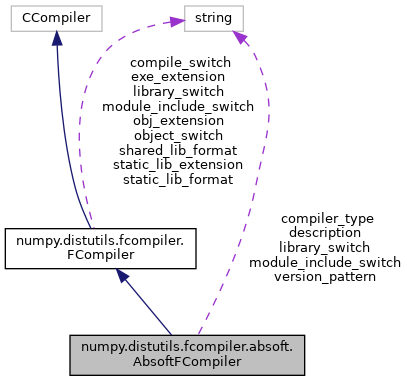 CCompiler
string
compile_switch
exe_extension
library_switch
module_include_switch
obj_extension
object_switch
shared_lib_format
static_lib_extension
static_lib_format
compiler_type
description
library_switch
module_include_switch
version_pattern
numpy.distutils.fcompiler.
FCompiler
numpy.distutils.fcompiler.absoft.
AbsoftFCompiler